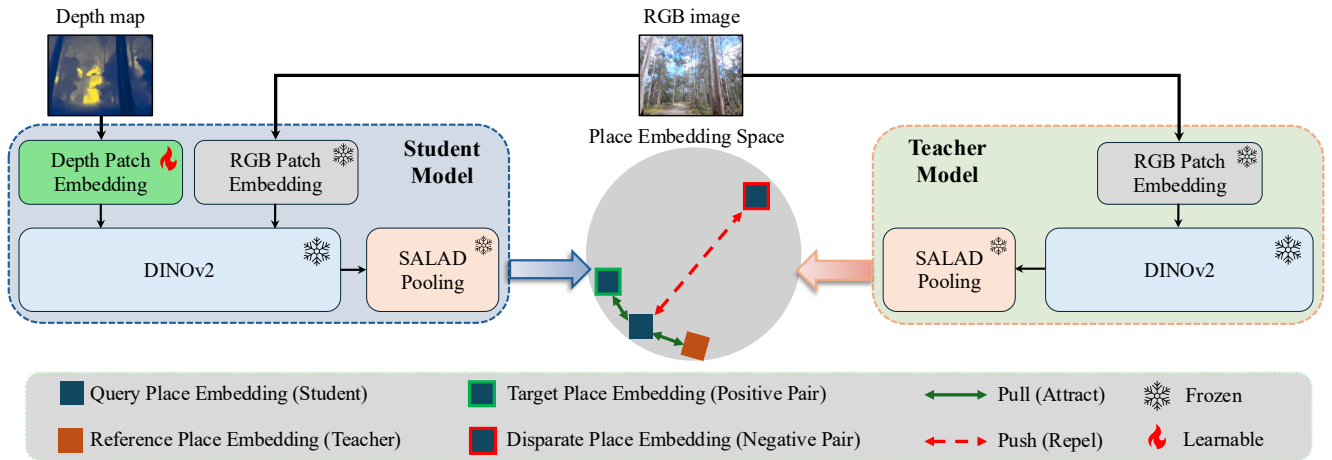 Depth map
RGB image
Depth Patch
Embedding
RGB Patch
Embedding
Student
Model
DINOv2
SALAD
Pooling
Place Embedding Space
Teacher
Model
RGB Patch
Embedding
SALAD
Pooling
DINOv2
Query Place Embedding (Student)
Target Place Embedding (Positive Pair)
Pull (Attract)
Frozen
Reference Place Embedding (Teacher)
Disparate Place Embedding (Negative Pair)
Push (Repel)
Learnable